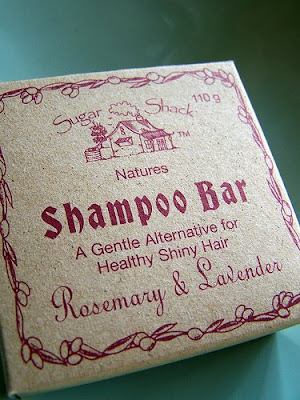 Sugar Shack ™
110 g
Natures
Shampoo Bar
A Gentle Alternative for
Healthy Shiny Hair
Rosemary & Lavender